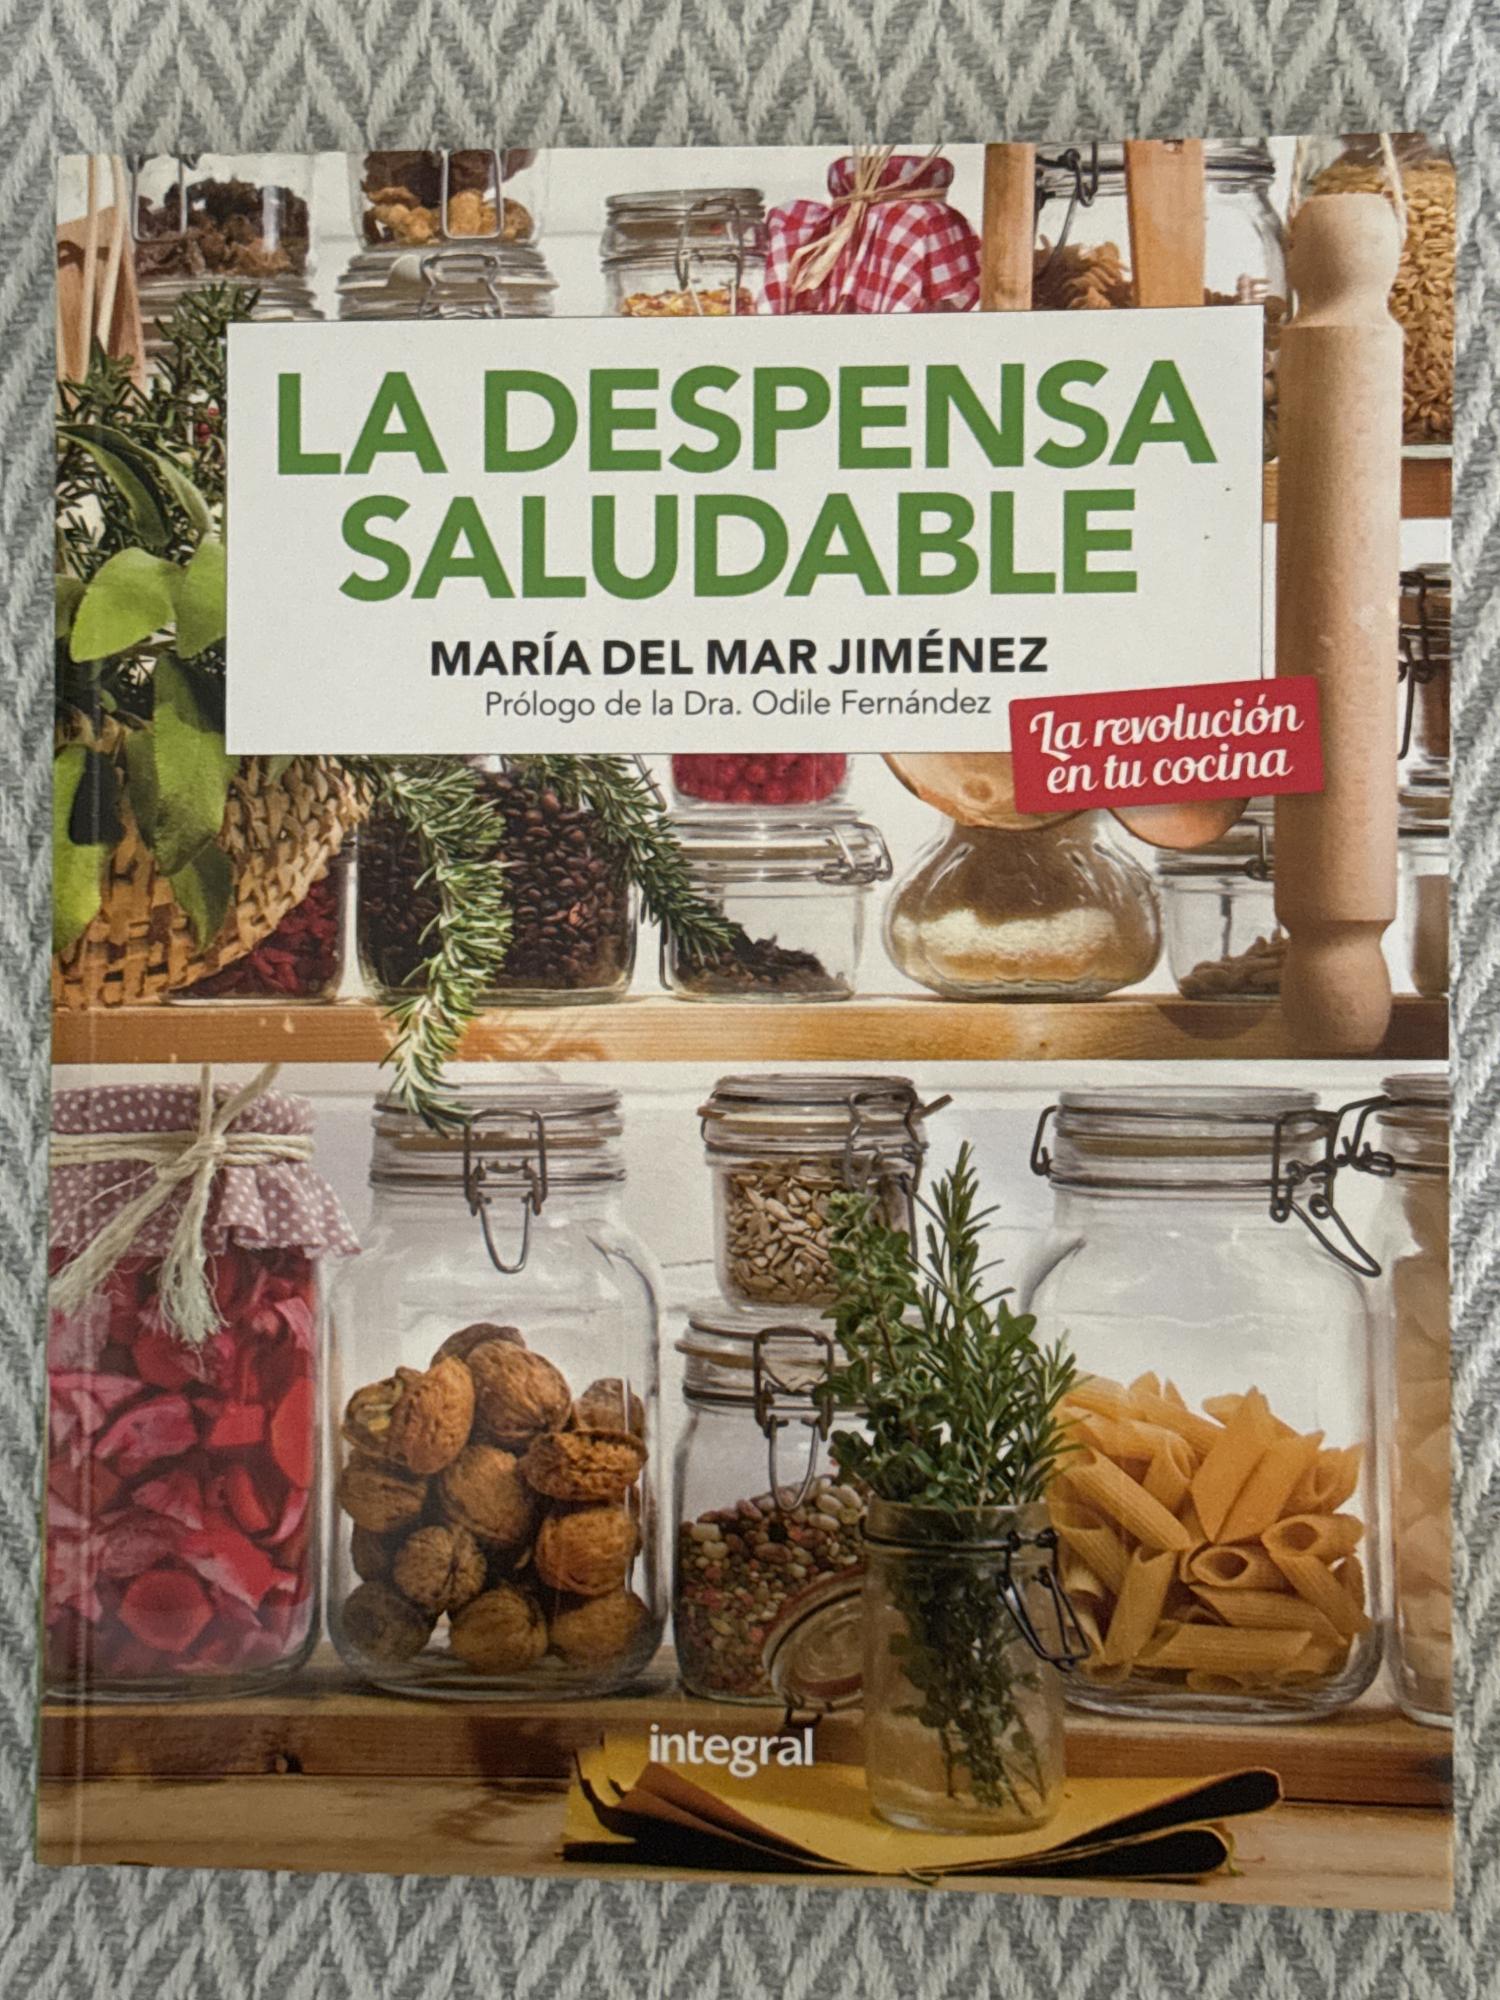 LA DESPENSA
SALUDABLE
MARÍA DEL MAR JIMÉNEZ
Prólogo de la Dra. Odile Fernández
La revolución
en tu cocina
integral